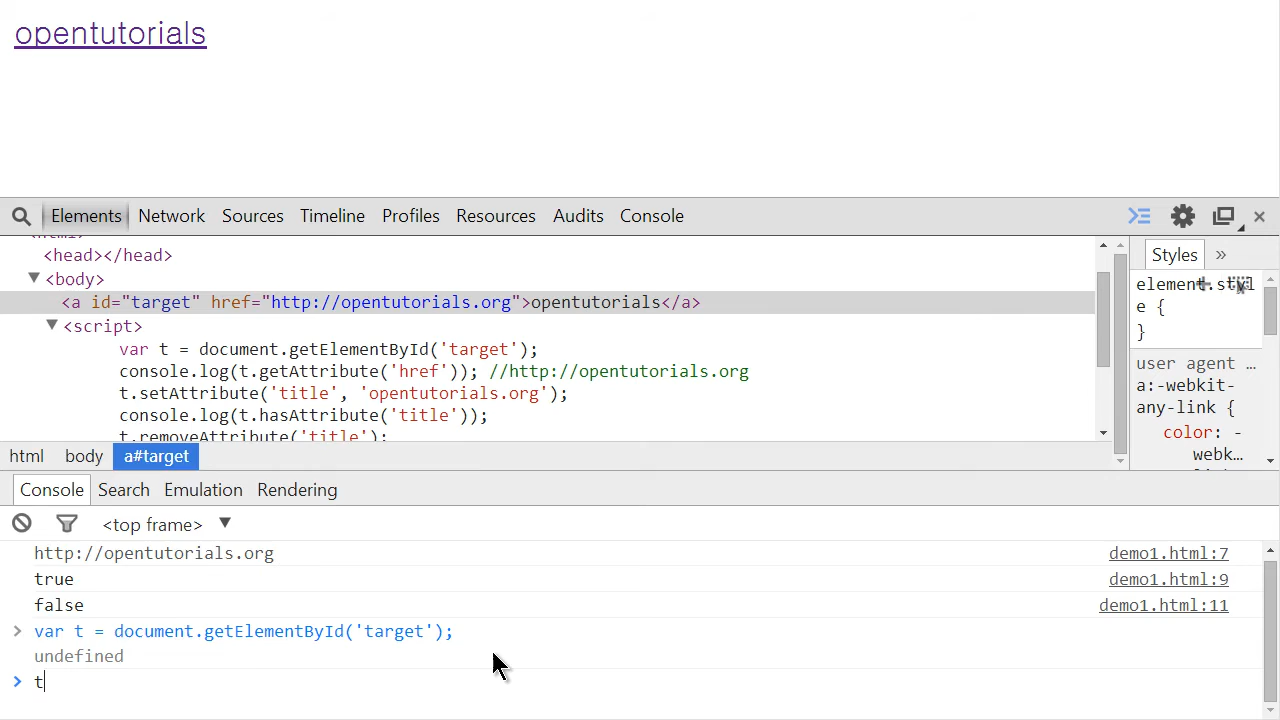 opentutorials
Elements Network Sources Timeline Profiles Resources Audits Console
<head></head>
<body>
<a id="target" href="http://opentutorials.org">opentutorials</a>
<script>
var t = document.getElementById('target');
console.log(t.getAttribute('href')); //http://opentutorials.org
t.setAttribute('title', 'opentutorials.org');
console.log(t.hasAttribute('title'));
t.removeAttribute('title');
html body a#target
Styles »
element.styl
e {
}
user agent …
a:-webkit-
any-link {
color: -
webk…
Console Search Emulation Rendering
<top frame>
http://opentutorials.org demo1.html:7
true demo1.html:9
false demo1.html:11
> var t = document.getElementById('target');
undefined
> t